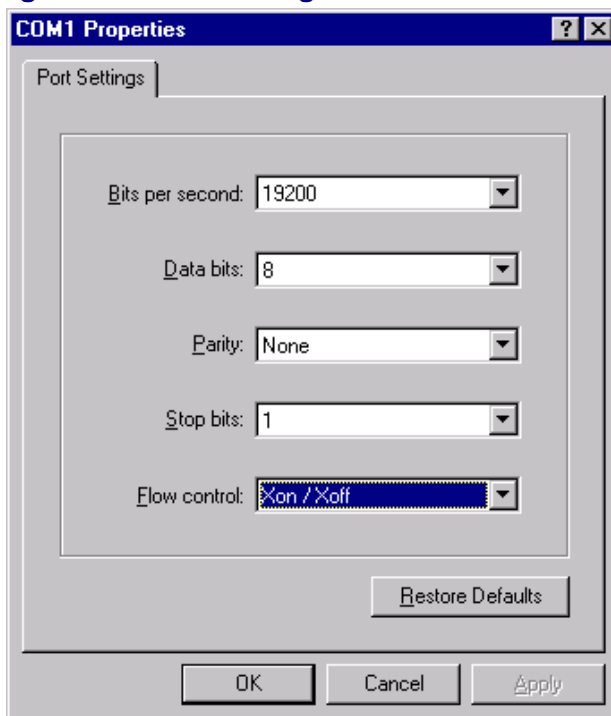 COM1 Properties
Port Settings
Bits per second: 19200
Data bits: 8
Parity: None
Stop bits: 1
Flow control: Xon / Xoff
Restore Defaults
OK Cancel Apply